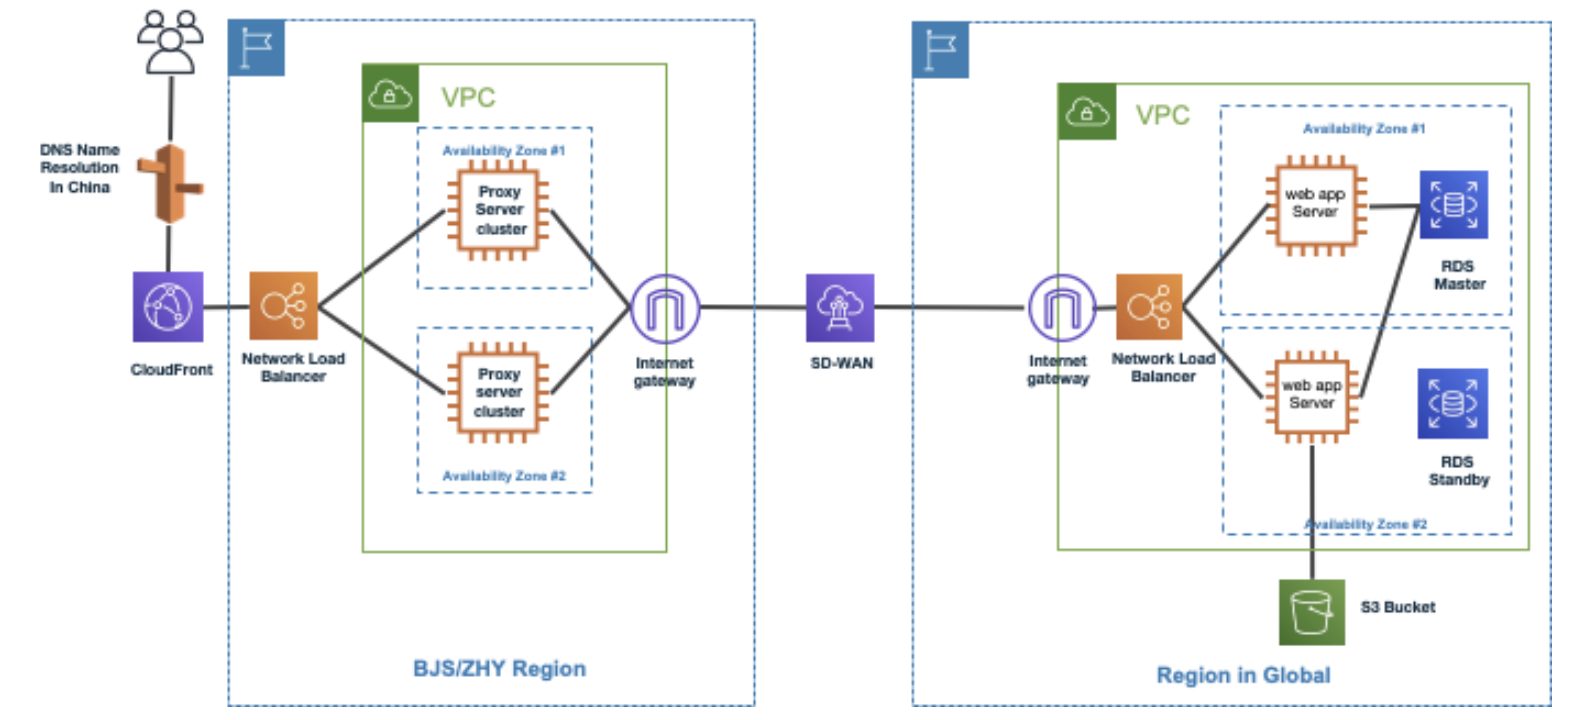 DNS Name
Resolution
In China
CloudFront
Network Load
Balancer
VPC
Availability Zone #1
Proxy
Server
cluster
Proxy
server
cluster
Availability Zone #2
Internet
gateway
BJS/ZHY Region
SD-WAN
Internet
gateway
Network Load
Balancer
VPC
Availability Zone #1
web app
Server
RDS
Master
web app
Server
RDS
Standby
Availability Zone #2
S3 Bucket
Region in Global